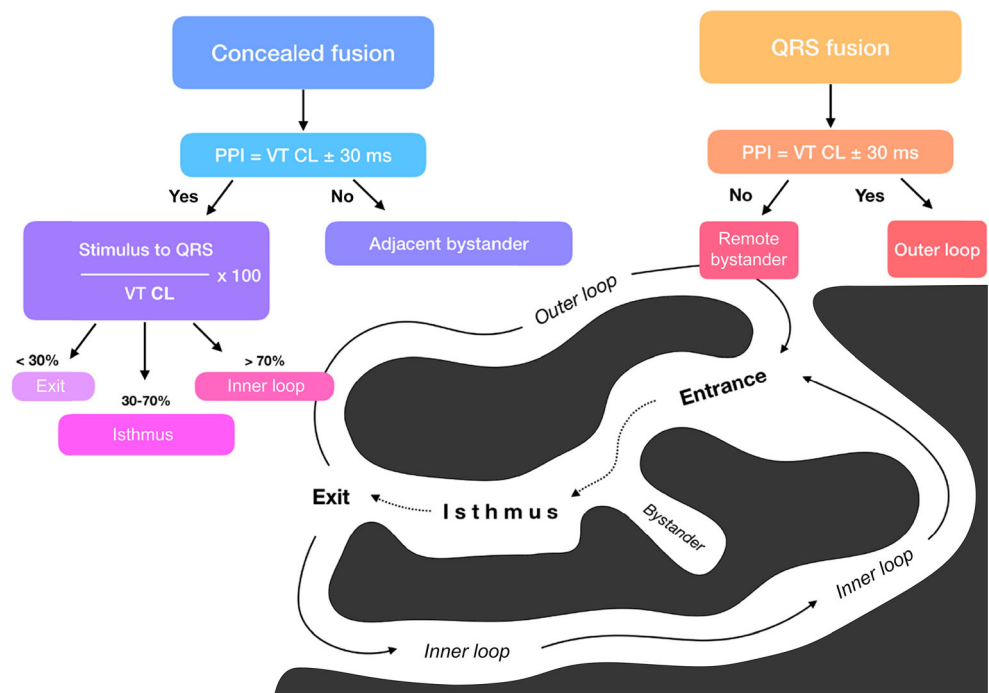 Concealed fusion
QRS fusion
PPI = VT CL ± 30 ms
PPI = VT CL ± 30 ms
Yes
No
No
Yes
Stimulus to QRS
x 100
VT CL
Adjacent bystander
Remote
bystander
Outer loop
Outer loop
< 30%
> 70%
Exit
Inner loop
30-70%
Isthmus
Entrance
Exit
Isthmus
Bystander
Inner loop
Inner loop